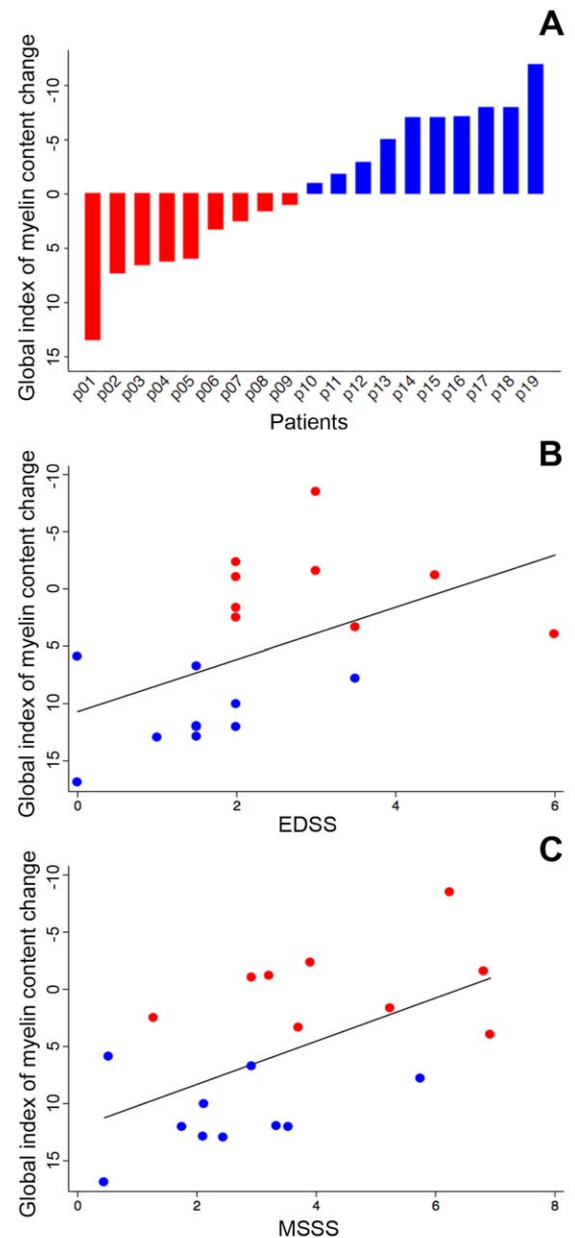 A
Global index of myelin content change
-10
-5
0
5
10
15
p01 p02 p03 p04 p05 p06 p07 p08 p09 p10 p11 p12 p13 p14 p15 p16 p17 p18 p19
Patients
B
Global index of myelin content change
-10
-5
0
5
10
15
0 2 4 6
EDSS
C
Global index of myelin content change
-10
-5
0
5
10
15
0 2 4 6 8
MSSS